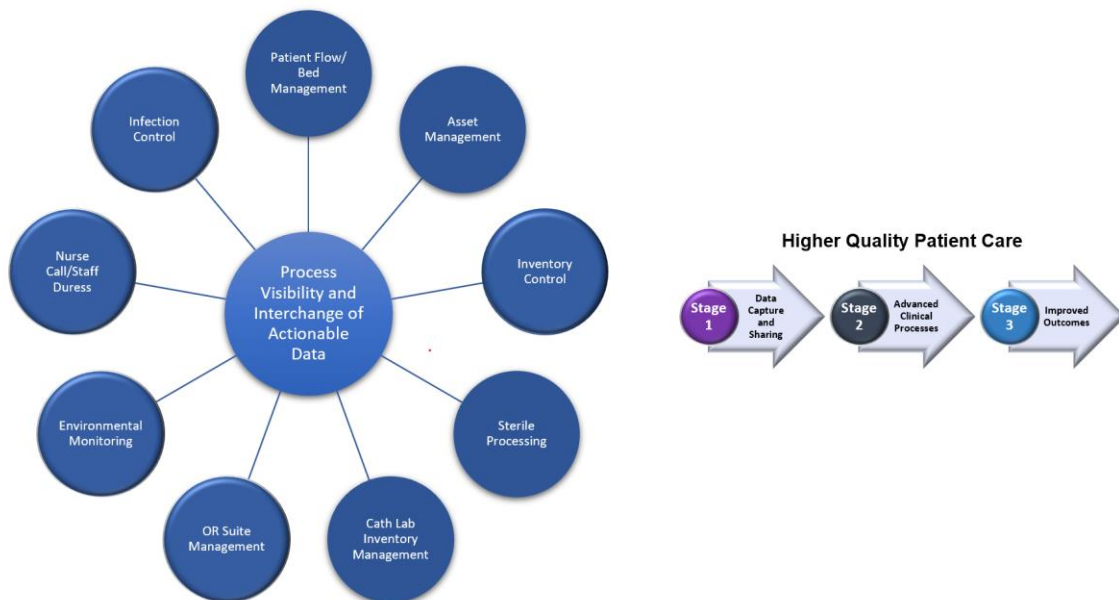 Patient Flow/
Bed
Management
Asset
Management
Inventory
Control
Sterile
Processing
Cath Lab
Inventory
Management
OR Suite
Management
Environmental
Monitoring
Nurse
Call/Staff
Duress
Infection
Control
Process
Visibility and
Interchange of
Actionable
Data
Higher Quality Patient Care
Stage
1
Data
Capture
and
Sharing
Stage
2
Advanced
Clinical
Processes
Stage
3
Improved
Outcomes